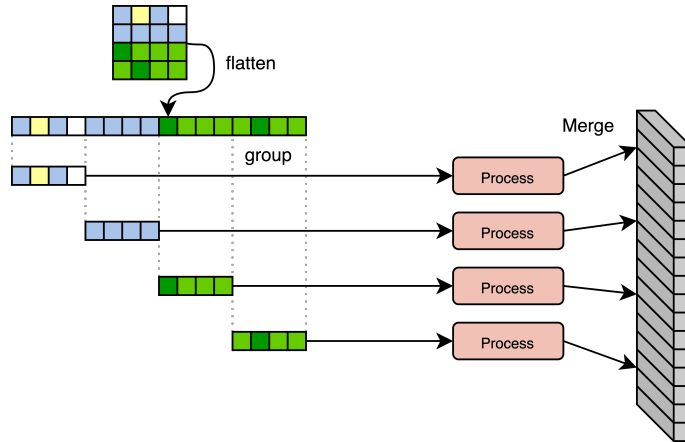 flatten
Merge
group
Process
Process
Process
Process